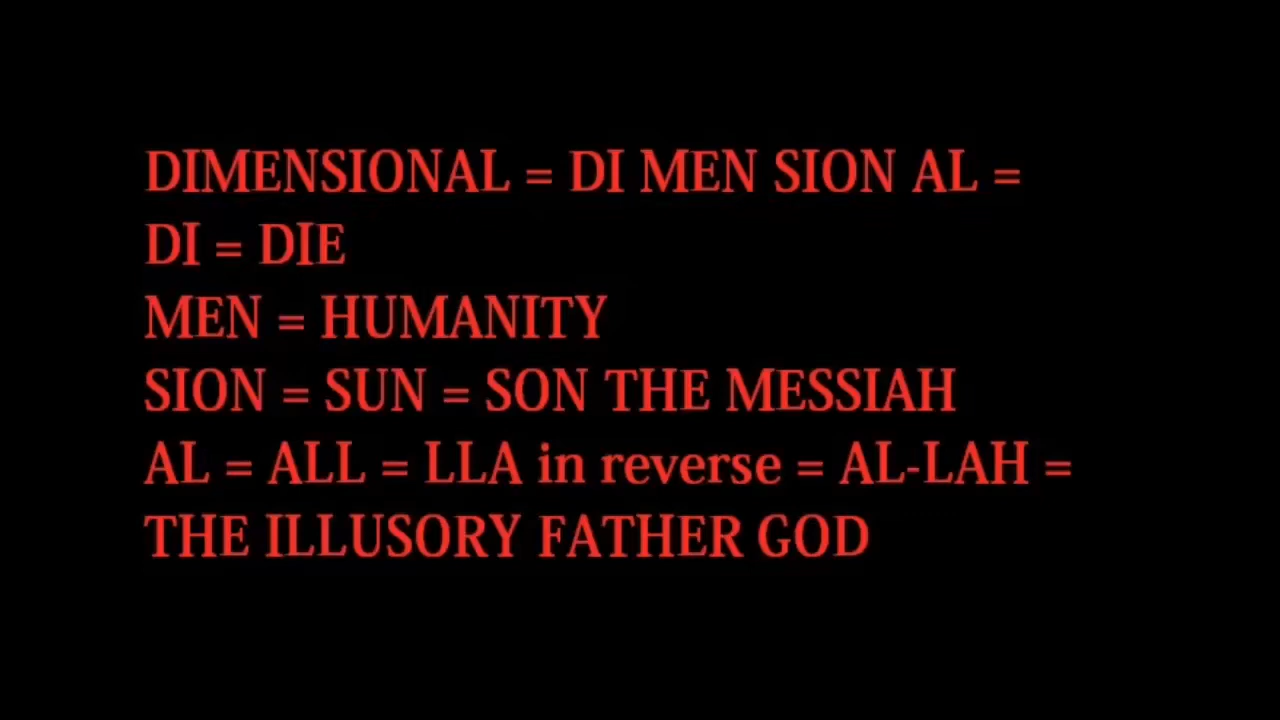 DIMENSIONAL = DI MEN SION AL =
DI = DIE
MEN = HUMANITY
SION = SUN = SON THE MESSIAH
AL = ALL = LLA in reverse = AL-LAH =
THE ILLUSORY FATHER GOD